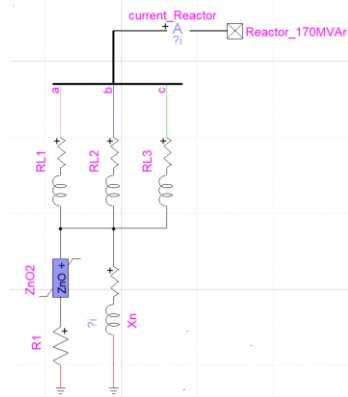 current_Reactor
+
A
?i
Reactor_170MVAr
a
b
c
+
+
+
RL1
RL2
RL3
ZnO2
ZnO +
+
?i
Xn
R1
+